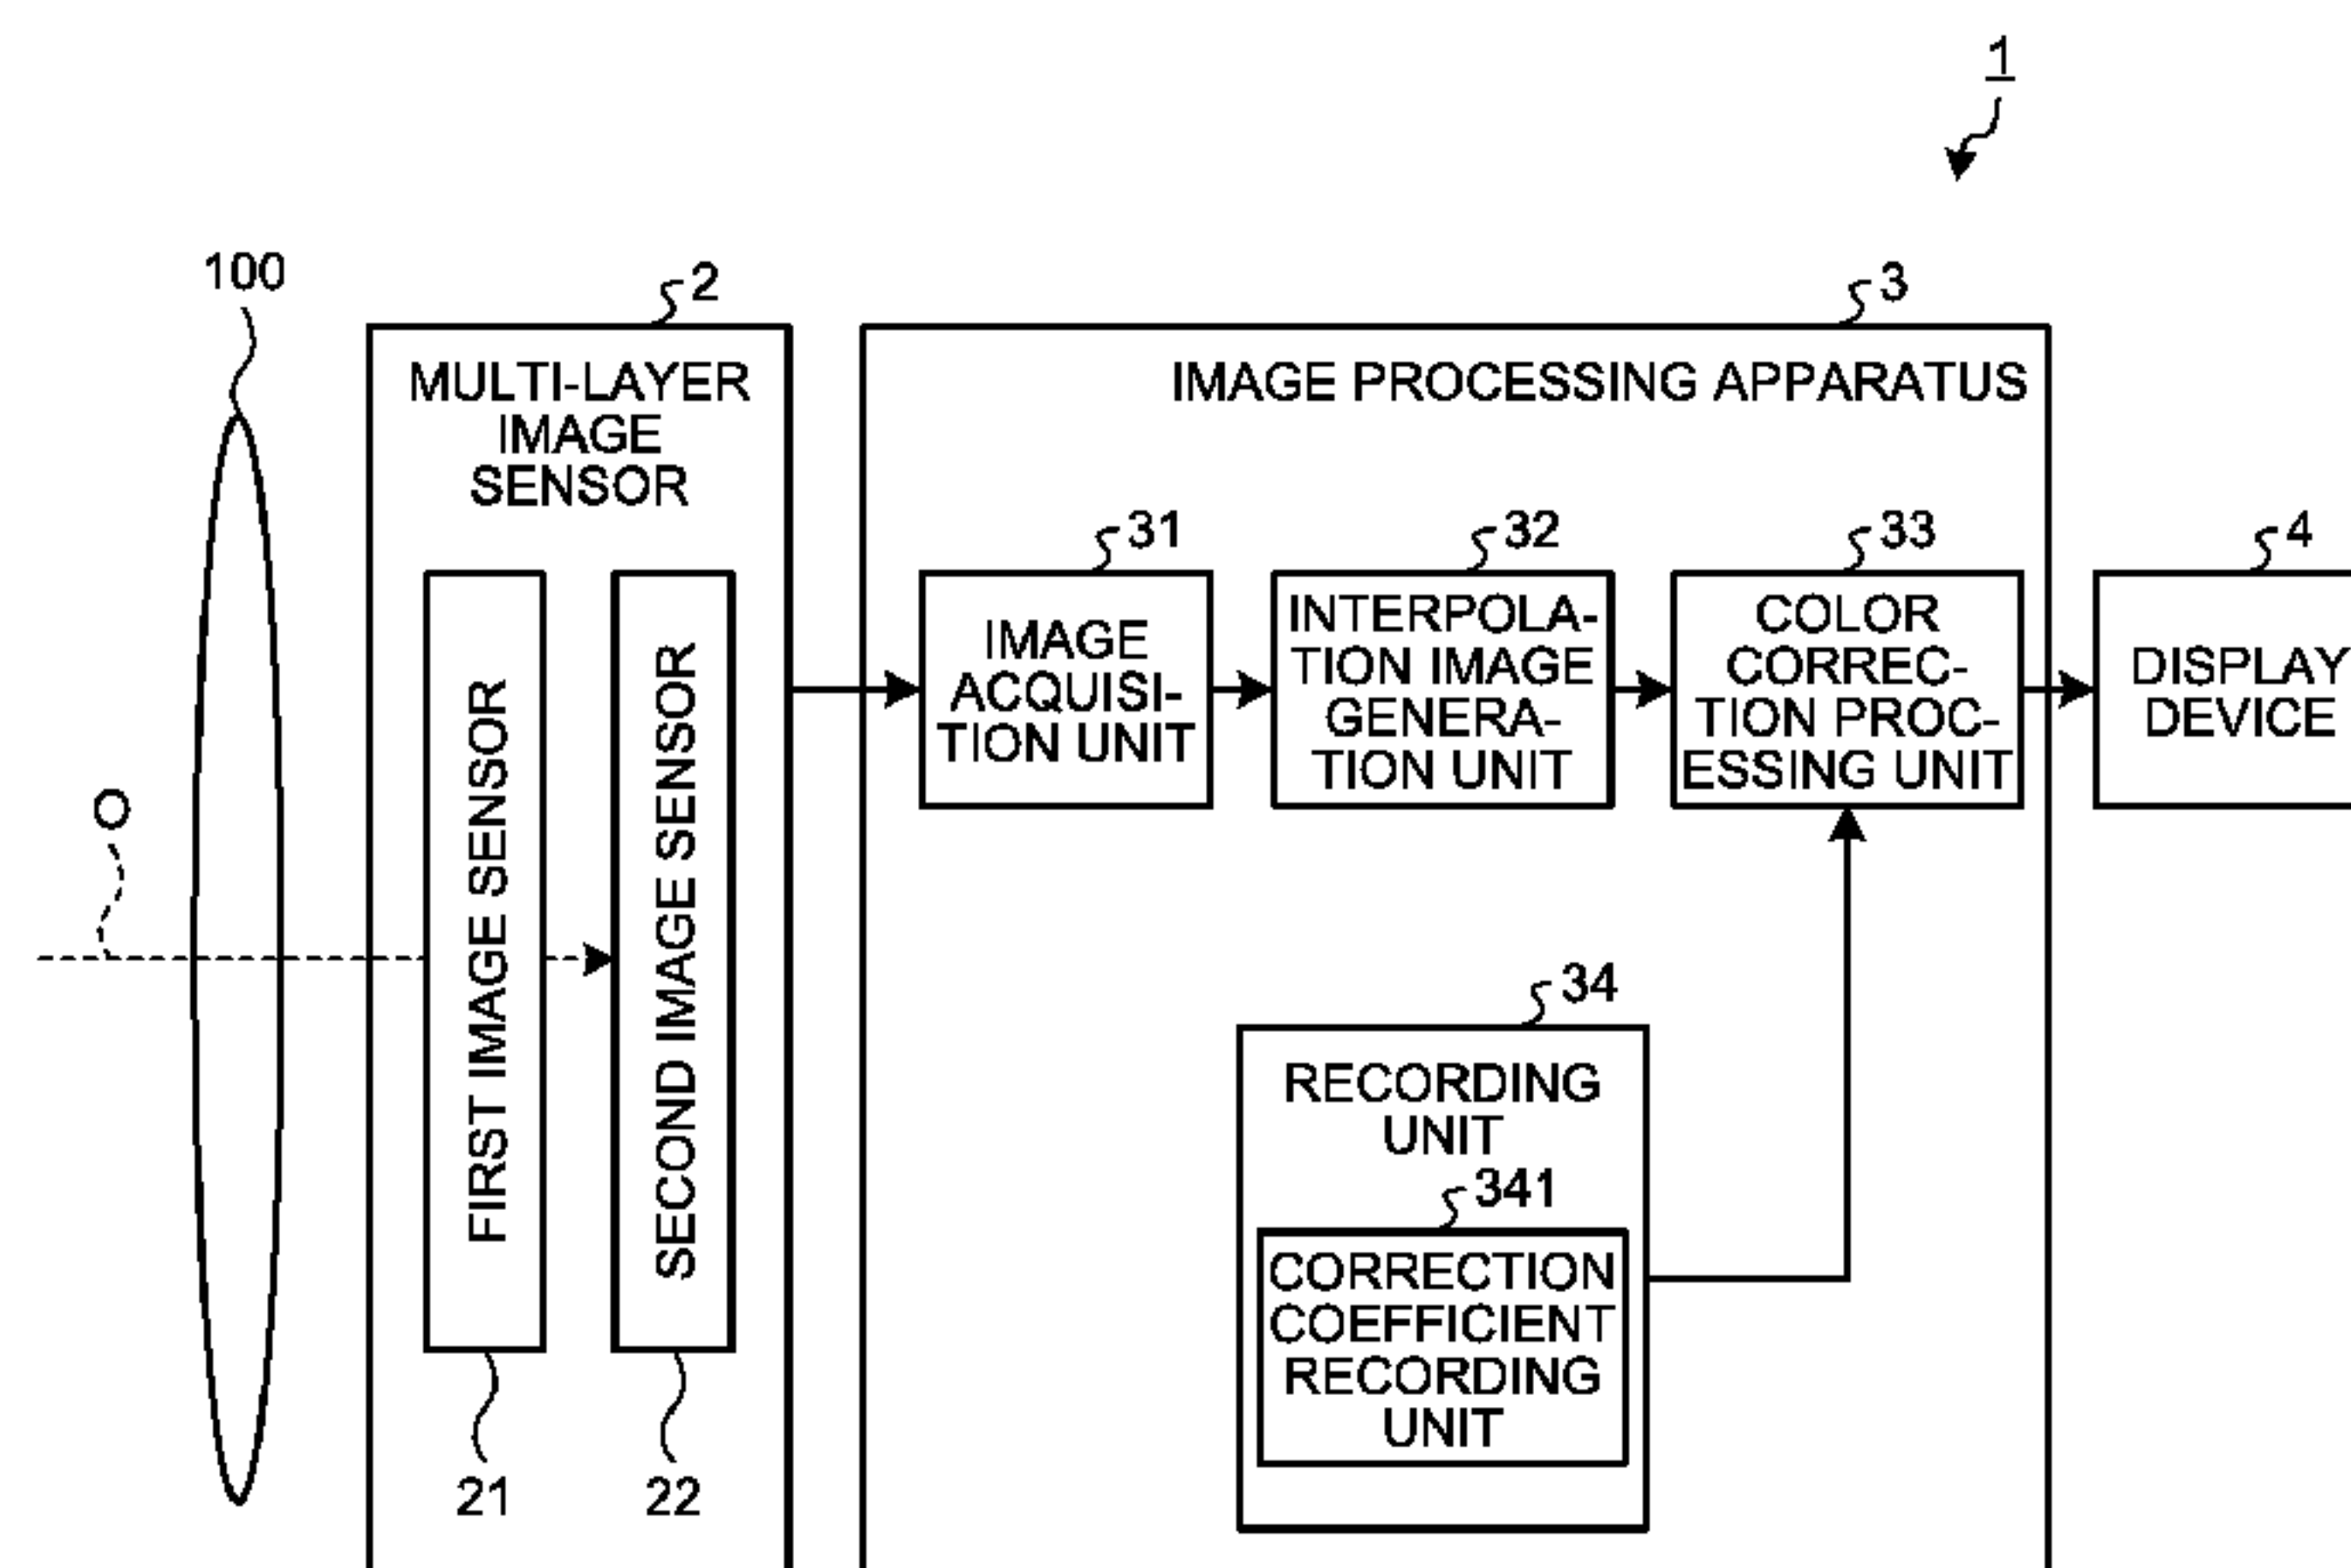 1
100
2
3
MULTI-LAYER
IMAGE
SENSOR
IMAGE PROCESSING APPARATUS
31
32
33
4
IMAGE
ACQUISI-
TION UNIT
INTERPOLA-
TION IMAGE
GENERA-
TION UNIT
COLOR
CORREC-
TION PROC-
ESSING UNIT
DISPLAY
DEVICE
FIRST IMAGE SENSOR
SECOND IMAGE SENSOR
O
34
RECORDING
UNIT
341
CORRECTION
COEFFICIENT
RECORDING
UNIT
21
22